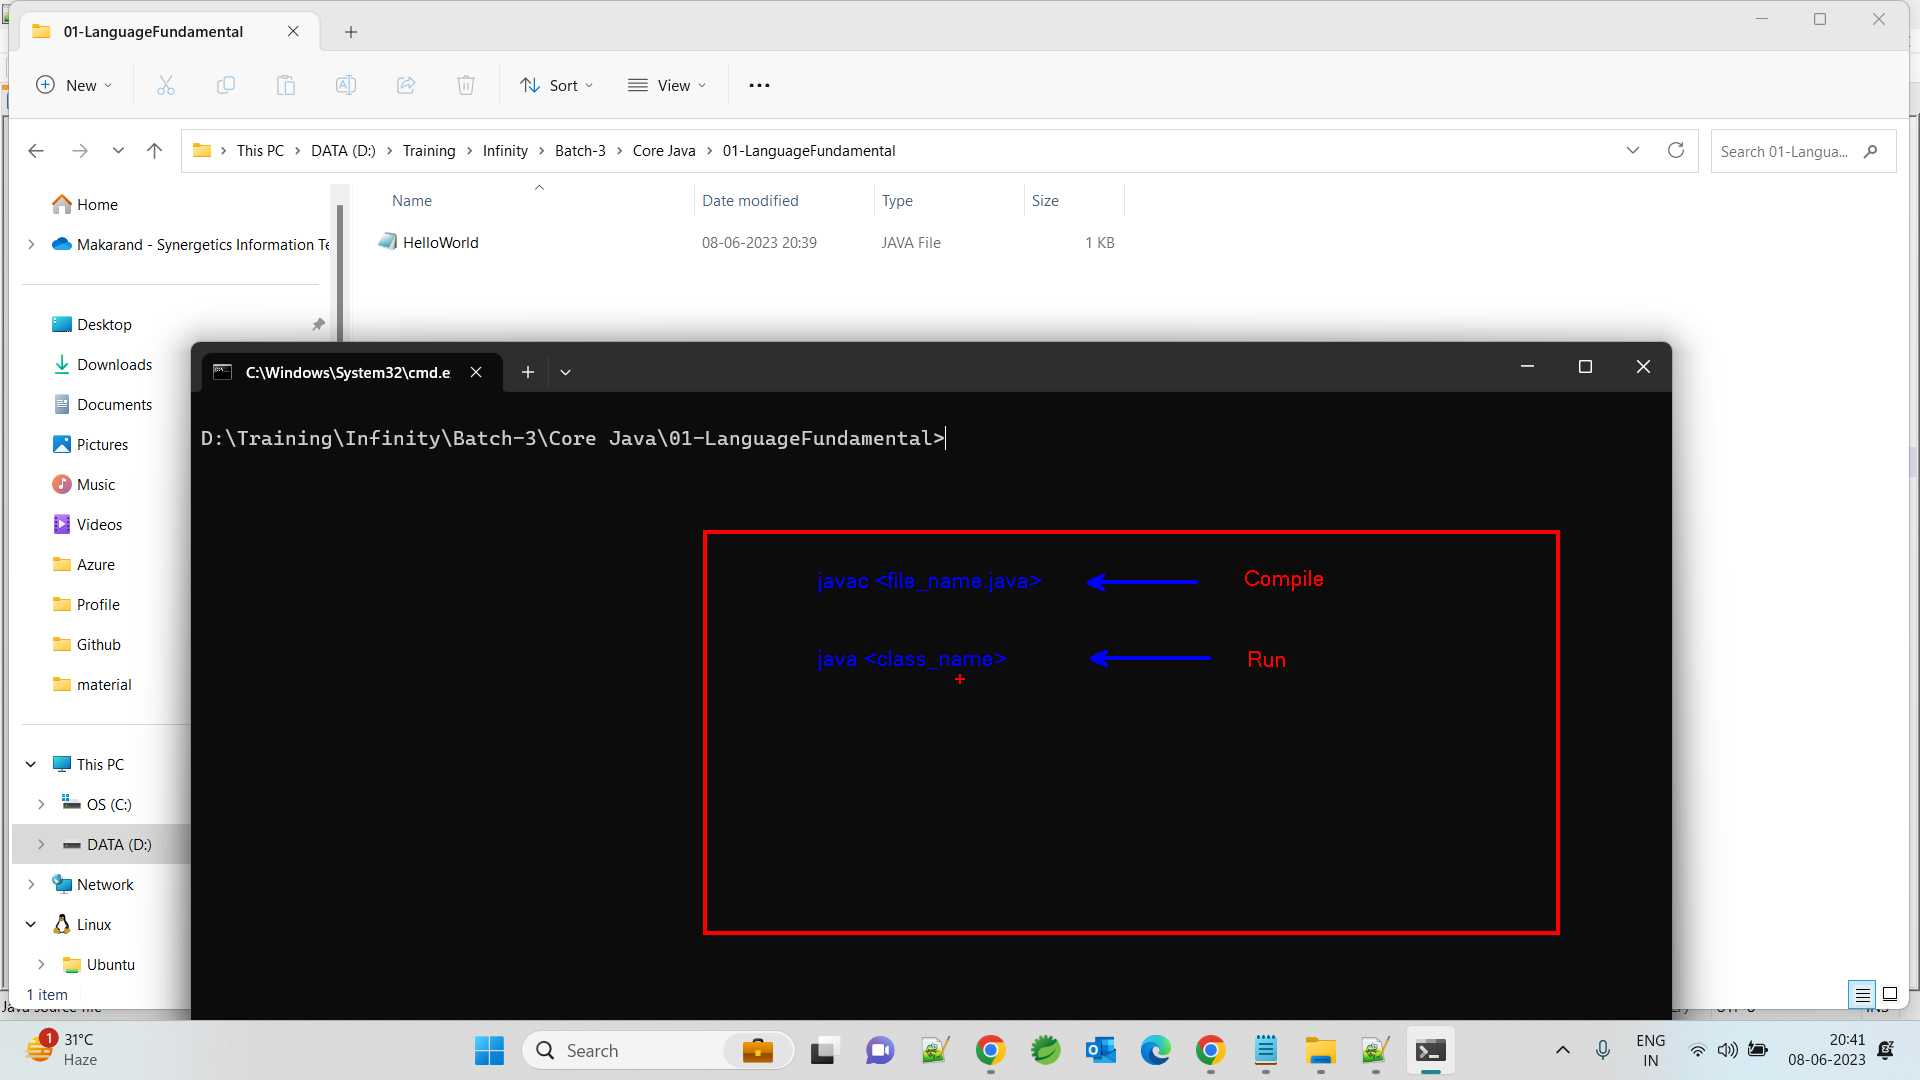 01-LanguageFundamental
New
Sort
View
This PC
DATA (D:)
Training
Infinity
Batch-3
Core Java
01-LanguageFundamental
Search 01-Langua...
Home
Makarand - Synergetics Information Te
Desktop
Downloads
Documents
Pictures
Music
Videos
Azure
Profile
Github
material
This PC
OS (C:)
DATA (D:)
Network
Linux
Ubuntu
1 item
Name
Date modified
Type
Size
HelloWorld
08-06-2023 20:39
JAVA File
1 KB
C:\Windows\System32\cmd.e
D:\Training\Infinity\Batch-3\Core Java\01-LanguageFundamental>
javac <file_name.java>
Compile
java <class_name>
Run
1
31°C
Haze
Search
ENG
IN
20:41
08-06-2023